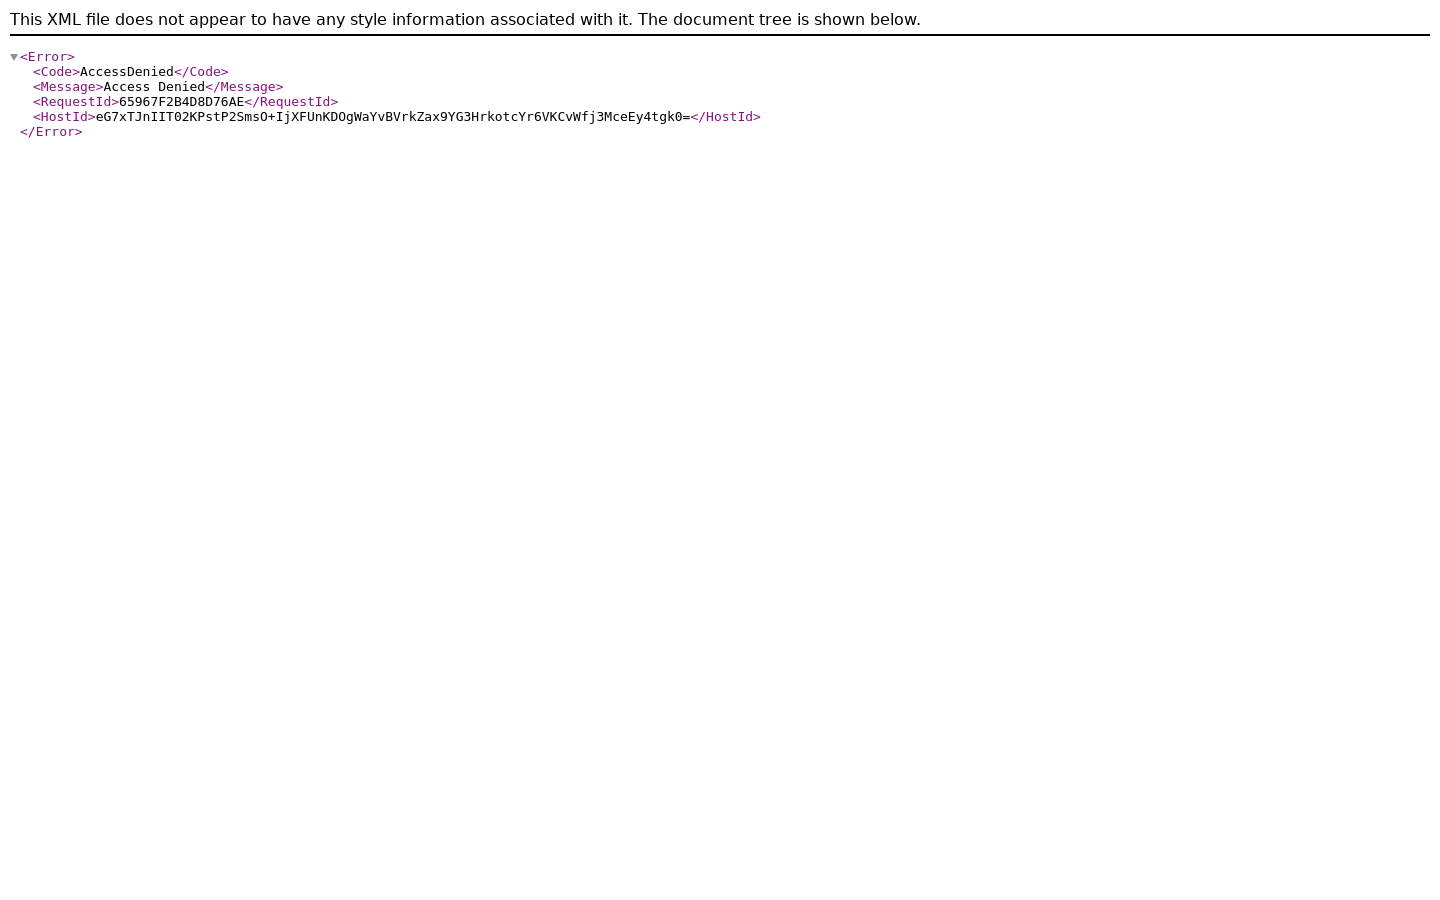 This XML file does not appear to have any style information associated with it. The document tree is shown below.
<Error>
<Code>AccessDenied</Code>
<Message>Access Denied</Message>
<RequestId>65967F2B4D8D76AE</RequestId>
<HostId>eG7xTJnIIT02KPstP2SmsO+IjXFUnKDOgWaYvBVrkZax9YG3HrkotcYr6VKCvWfj3MceEy4tgk0=</HostId>
</Error>